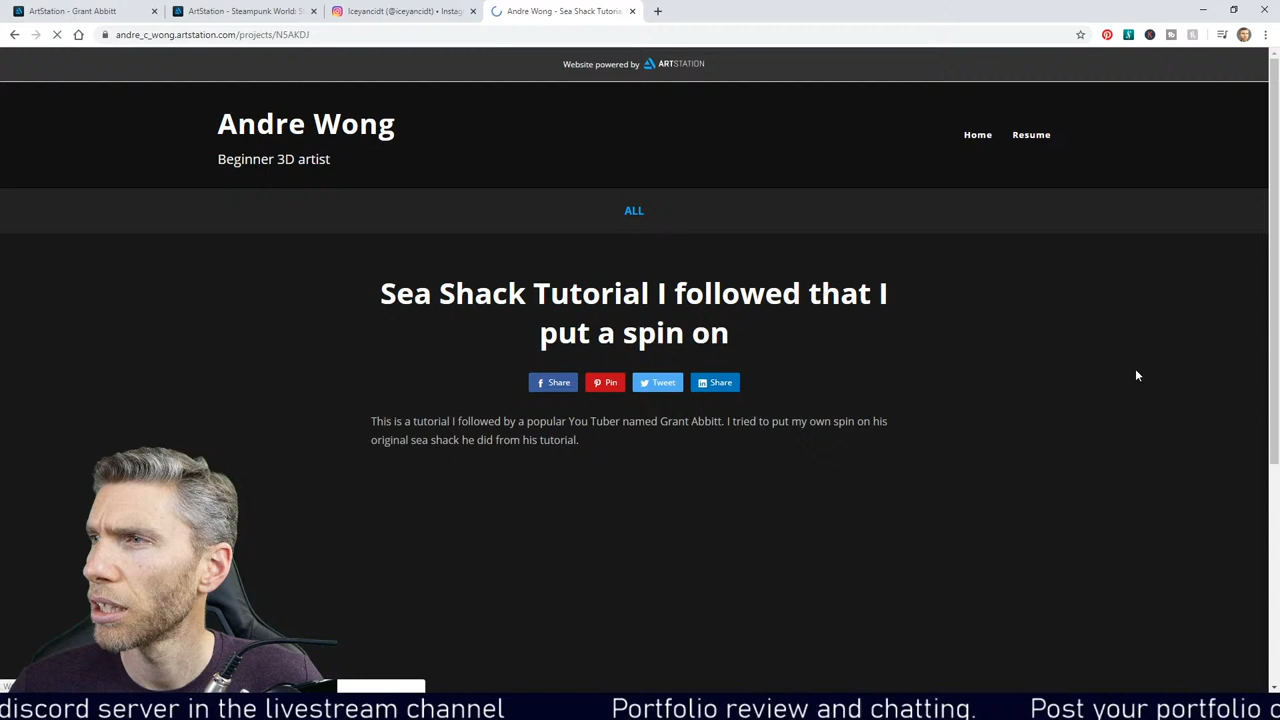 ArtStation - Grant Abbitt
ArtStation - Steampunk World: S
Iceyancidt (@iceyancidt) • Instag
Andre Wong - Sea Shack Tutoria
andre_c_wong.artstation.com/projects/N5AKDJ
Website powered by ARTSTATION
Andre Wong
Beginner 3D artist
Home Resume
ALL
Sea Shack Tutorial I followed that I
put a spin on
Share Pin Tweet Share
This is a tutorial I followed by a popular You Tuber named Grant Abbitt. I tried to put my own spin on his
original sea shack he did from his tutorial.
discord server in the livestream channel Portfolio review and chatting. Post your portfolio